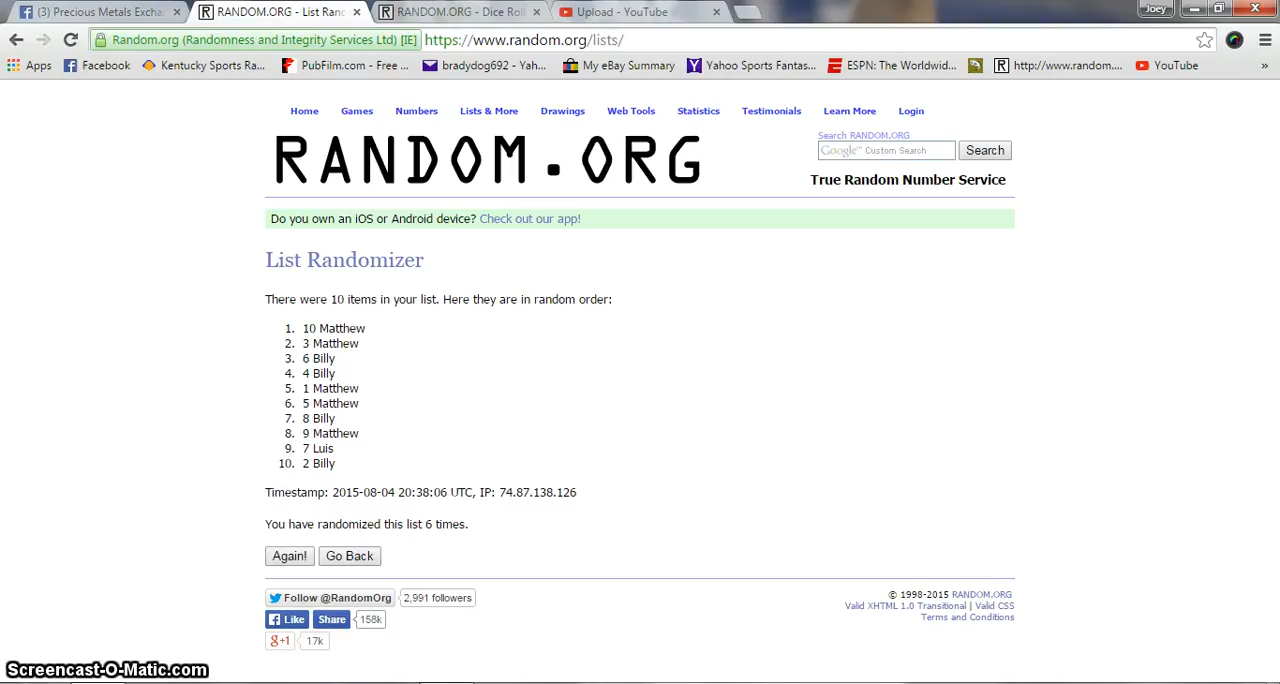 (3) Precious Metals Excha
RANDOM.ORG - List Ran
RANDOM.ORG - Dice Roll
Upload - YouTube
Joey
Random.org (Randomness and Integrity Services Ltd) [IE] https://www.random.org/lists/
Apps Facebook Kentucky Sports Ra... PubFilm.com - Free ... bradydog692 - Yah... My eBay Summary Yahoo Sports Fantas... ESPN: The Worldwid... http://www.random.... YouTube »
Home Games Numbers Lists & More Drawings Web Tools Statistics Testimonials Learn More Login
RANDOM.ORG
Search RANDOM.ORG
Google™ Custom Search Search
True Random Number Service
Do you own an iOS or Android device? Check out our app!
List Randomizer
There were 10 items in your list. Here they are in random order:
1. 10 Matthew
2. 3 Matthew
3. 6 Billy
4. 4 Billy
5. 1 Matthew
6. 5 Matthew
7. 8 Billy
8. 9 Matthew
9. 7 Luis
10. 2 Billy
Timestamp: 2015-08-04 20:38:06 UTC, IP: 74.87.138.126
You have randomized this list 6 times.
Again! Go Back
Follow @RandomOrg 2,991 followers
Like Share 158k
g+1 17k
© 1998-2015 RANDOM.ORG
Valid XHTML 1.0 Transitional | Valid CSS
Terms and Conditions
Screencast-O-Matic.com